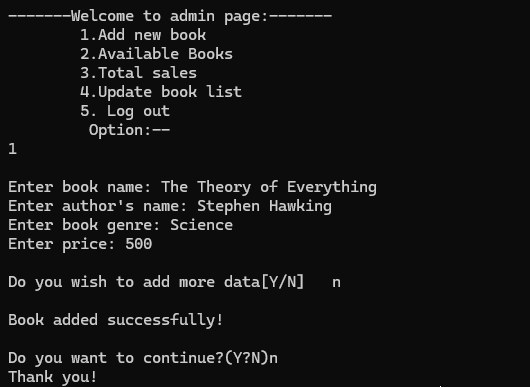 -------Welcome to admin page:-------
1.Add new book
2.Available Books
3.Total sales
4.Update book list
5. Log out
Option:--
1
Enter book name: The Theory of Everything
Enter author's name: Stephen Hawking
Enter book genre: Science
Enter price: 500
Do you wish to add more data[Y/N]   n
Book added successfully!
Do you want to continue?(Y?N)n
Thank you!